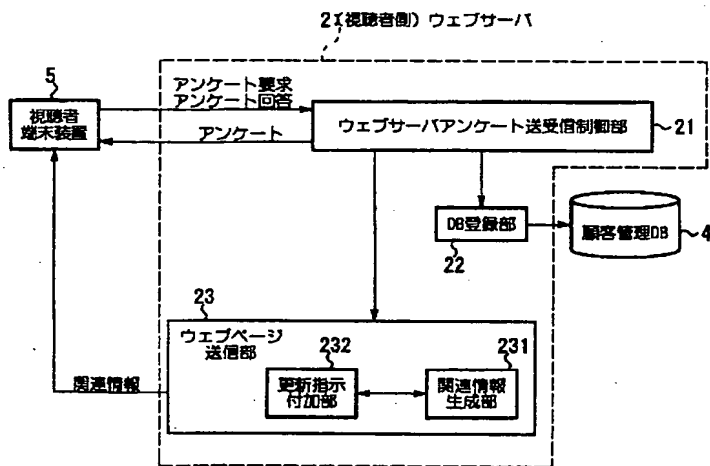 2(視聴者側)ウェブサーバ
5
視聴者
端末装置
アンケート要求
アンケート回答
アンケート
ウェブサーバアンケート送受信制御部
21
DB登録部
22
顧客管理DB
4
23
ウェブページ
送信部
232
更新指示
付加部
231
関連情報
生成部
関連情報